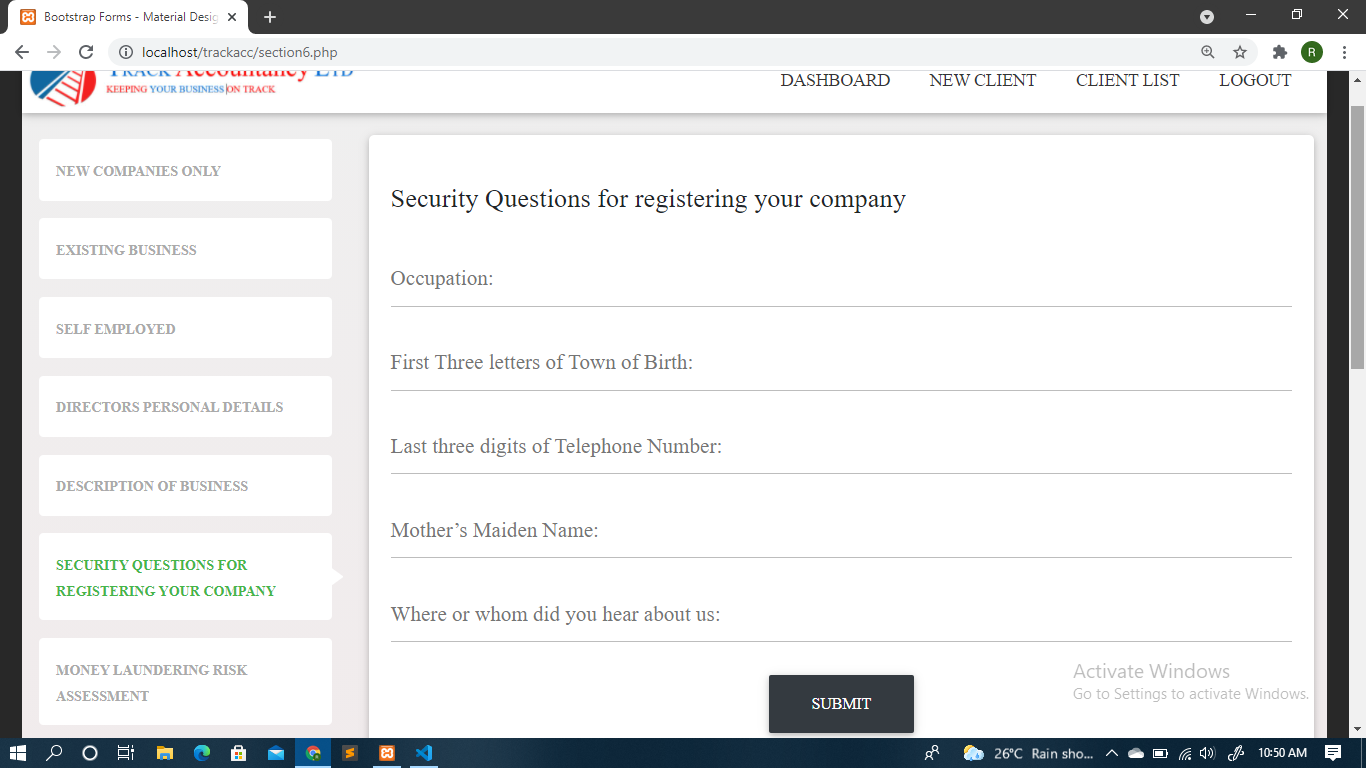 Bootstrap Forms - Material Desig
localhost/trackacc/section6.php
R
Track Accountancy Ltd
KEEPING YOUR BUSINESS ON TRACK
DASHBOARD NEW CLIENT CLIENT LIST LOGOUT
NEW COMPANIES ONLY
EXISTING BUSINESS
SELF EMPLOYED
DIRECTORS PERSONAL DETAILS
DESCRIPTION OF BUSINESS
SECURITY QUESTIONS FOR
REGISTERING YOUR COMPANY
MONEY LAUNDERING RISK
ASSESSMENT
Security Questions for registering your company
Occupation:
First Three letters of Town of Birth:
Last three digits of Telephone Number:
Mother’s Maiden Name:
Where or whom did you hear about us:
SUBMIT
Activate Windows
Go to Settings to activate Windows.
26°C Rain sho... 10:50 AM